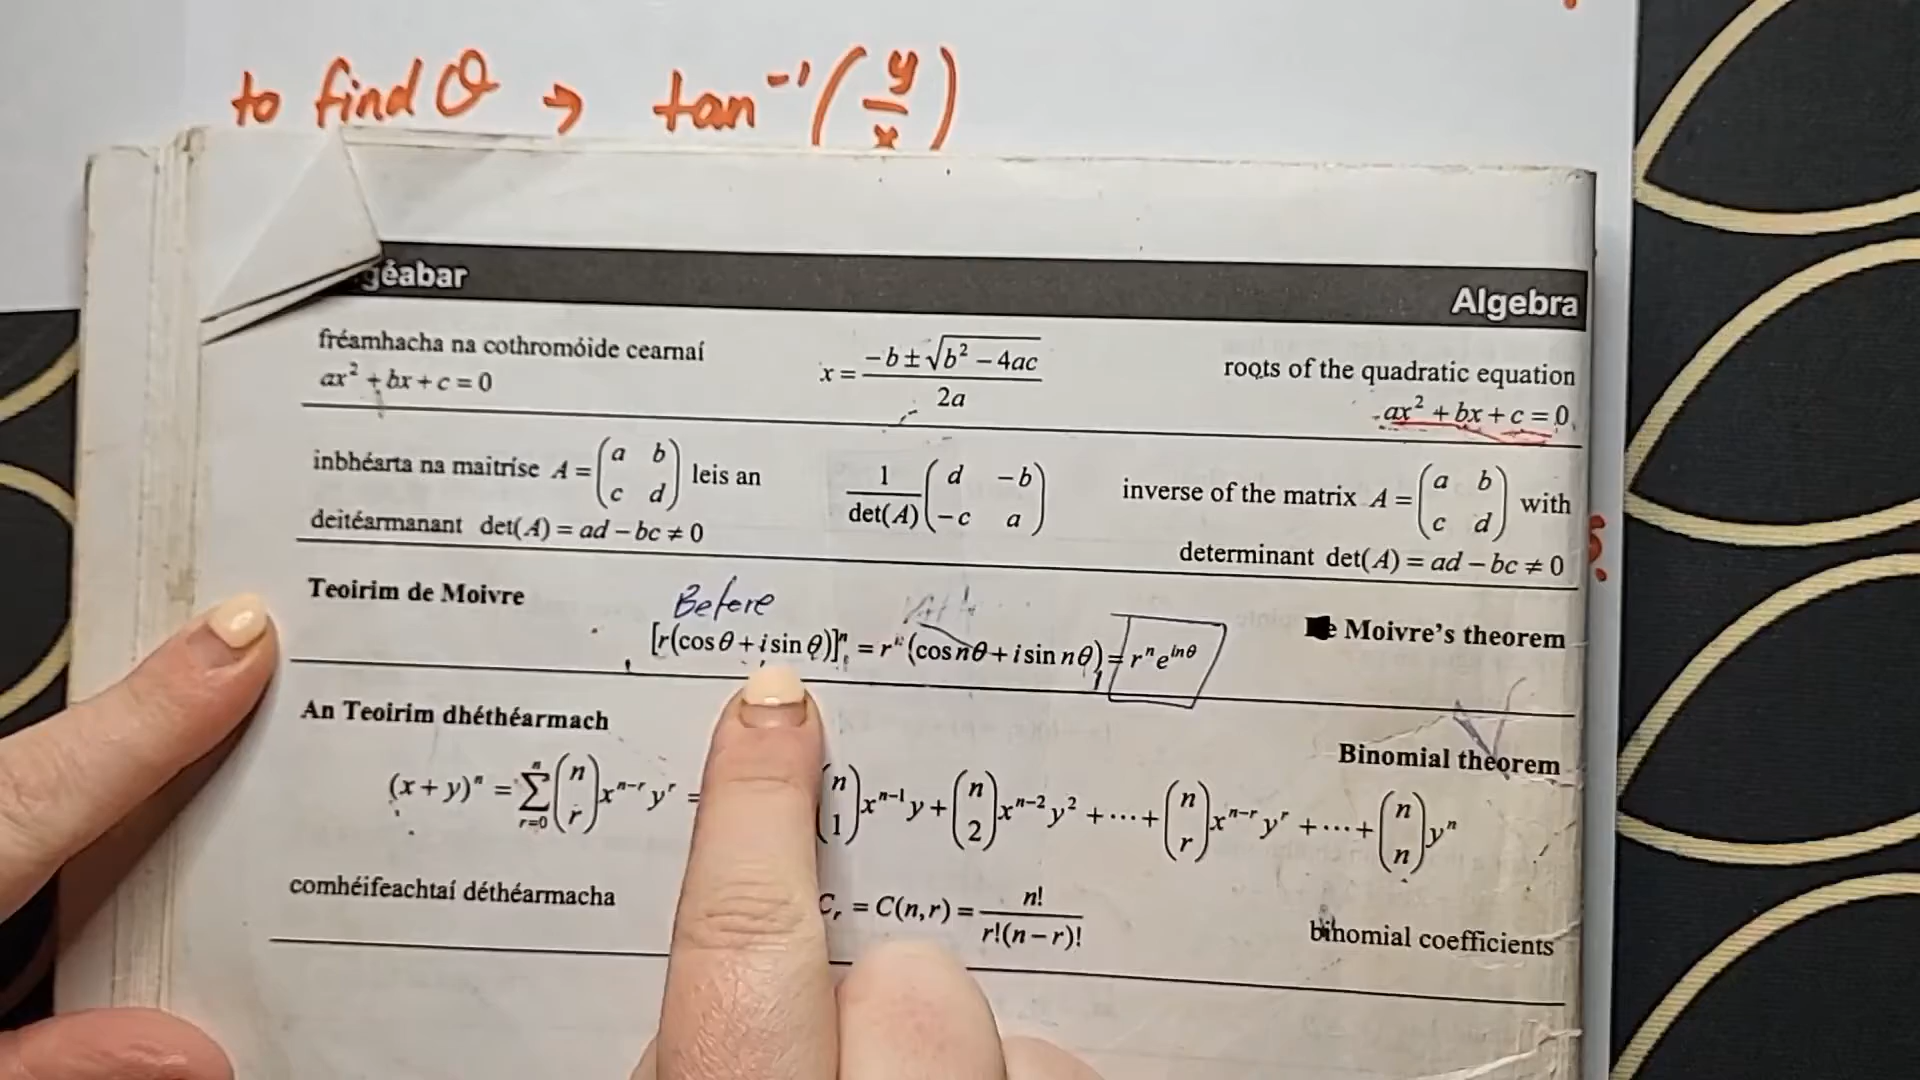 to find θ → tan⁻¹(y/x)
géabar Algebra
fréamhacha na cothromóide cearnaí
ax² + bx + c = 0
x = (-b ± √(b² - 4ac)) / 2a
roots of the quadratic equation
ax² + bx + c = 0
inbhéarta na maitríse A = (a b; c d) leis an
deitéarmanant det(A) = ad - bc ≠ 0
1/det(A) (d -b; -c a)
inverse of the matrix A = (a b; c d) with
determinant det(A) = ad - bc ≠ 0
Teoirim de Moivre
Before
[r(cosθ + i sin θ)]ⁿ = rⁿ(cos nθ + i sin nθ) = rⁿe^{inθ}
Moivre's theorem
An Teoirim dhéthéarmach
Binomial theorem
(x + y)ⁿ = Σ_{r=0}^{n} (n r) x^{n-r} y^r = (n 1) x^{n-1} y + (n 2) x^{n-2} y² + ··· + (n r) x^{n-r} y^r + ··· + (n n) yⁿ
comhéifeachtaí déthéarmacha
C_r = C(n,r) = n! / r!(n - r)!
binomial coefficients